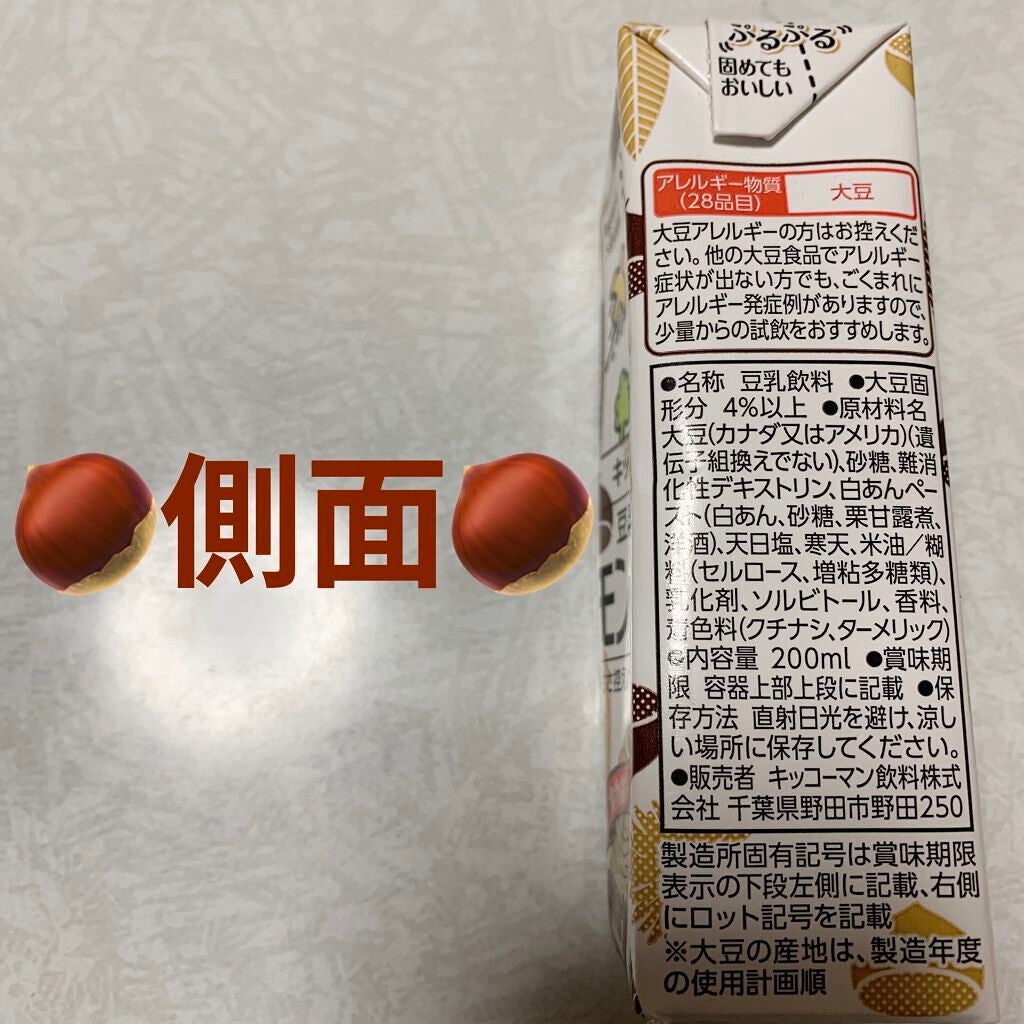 側面
ぷるぷる
固めても
おいしい
アレルギー物質
(28品目)
大豆
大豆アレルギーの方はお控えくだ
さい。他の大豆食品でアレルギー
症状が出ない方でも、ごくまれに
アレルギー発症例がありますので、
少量からの試飲をおすすめします。
●名称 豆乳飲料 ●大豆固
形分 4%以上 ●原材料名
大豆(カナダ又はアメリカ)(遺
伝子組換えでない)、砂糖、難消
化性デキストリン、白あんペー
スト(白あん、砂糖、栗甘露煮、
洋酒)、天日塩、寒天、米油/糊
料(セルロース、増粘多糖類)、
乳化剤、ソルビトール、香料、
着色料(クチナシ、ターメリック)
●内容量 200ml ●賞味期
限 容器上部上段に記載 ●保
存方法 直射日光を避け、涼し
い場所に保存してください。
●販売者 キッコーマン飲料株式
会社 千葉県野田市野田250
製造所固有記号は賞味期限
表示の下段左側に記載、右側
にロット記号を記載
※大豆の産地は、製造年度
の使用計画順